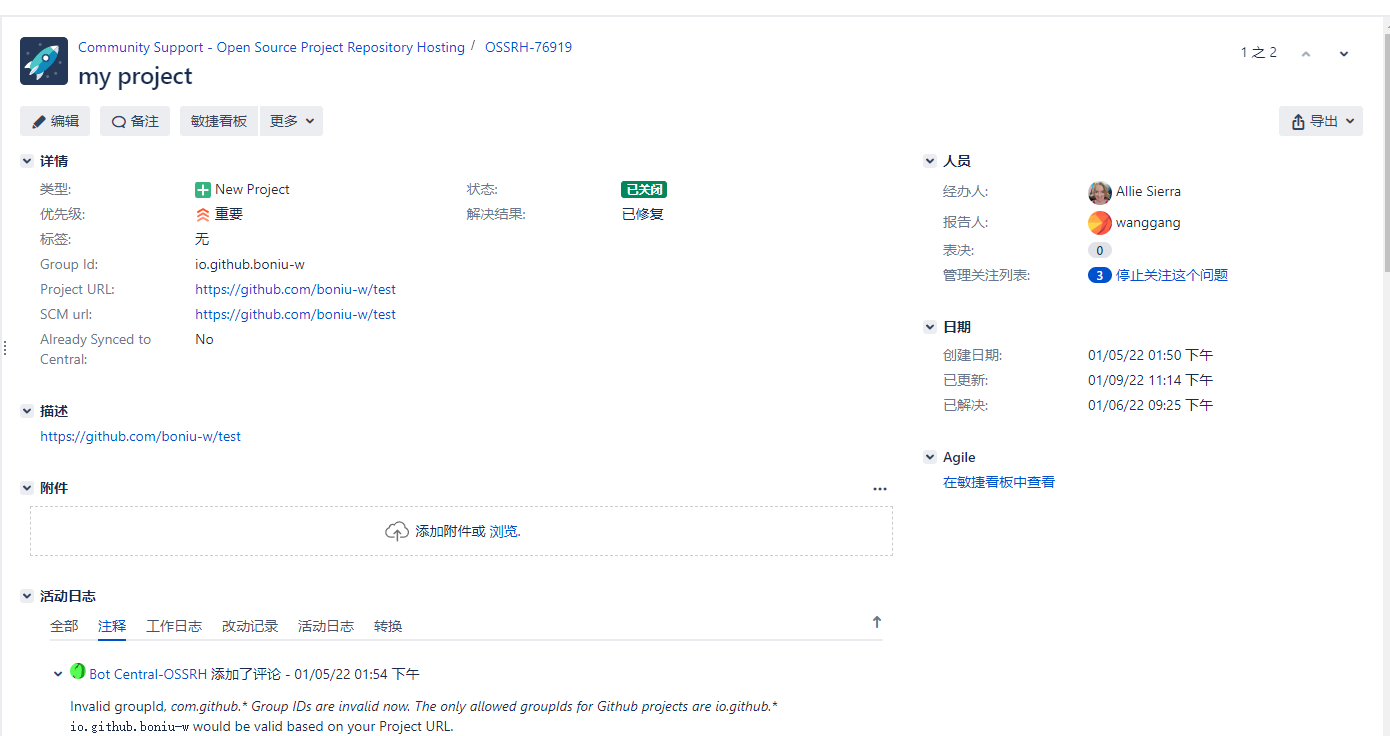 Community Support - Open Source Project Repository Hosting / OSSRH-76919
my project
1 之 2
编辑 备注 敏捷看板 更多 导出
详情
类型: New Project 状态: 已关闭
优先级: 重要 解决结果: 已修复
标签: 无
Group Id: io.github.boniu-w
Project URL: https://github.com/boniu-w/test
SCM url: https://github.com/boniu-w/test
Already Synced to No
Central:
描述
https://github.com/boniu-w/test
附件
添加附件或 浏览.
活动日志
全部 注释 工作日志 改动记录 活动日志 转换
Bot Central-OSSRH 添加了评论 - 01/05/22 01:54 下午
Invalid groupId, com.github.* Group IDs are invalid now. The only allowed groupIds for Github projects are io.github.*
io.github.boniu-w would be valid based on your Project URL.
人员
经办人: Allie Sierra
报告人: wanggang
表决: 0
管理关注列表: 3 停止关注这个问题
日期
创建日期: 01/05/22 01:50 下午
已更新: 01/09/22 11:14 下午
已解决: 01/06/22 09:25 下午
Agile
在敏捷看板中查看